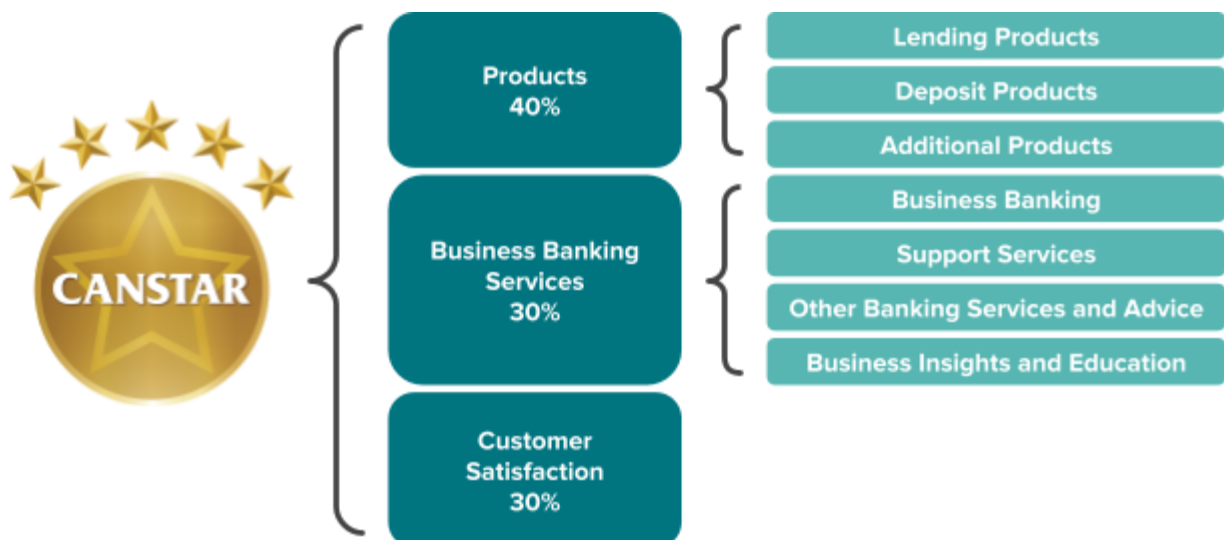 CANSTAR
Products
40%
Lending Products
Deposit Products
Additional Products
Business Banking
Services
30%
Business Banking
Support Services
Other Banking Services and Advice
Business Insights and Education
Customer
Satisfaction
30%